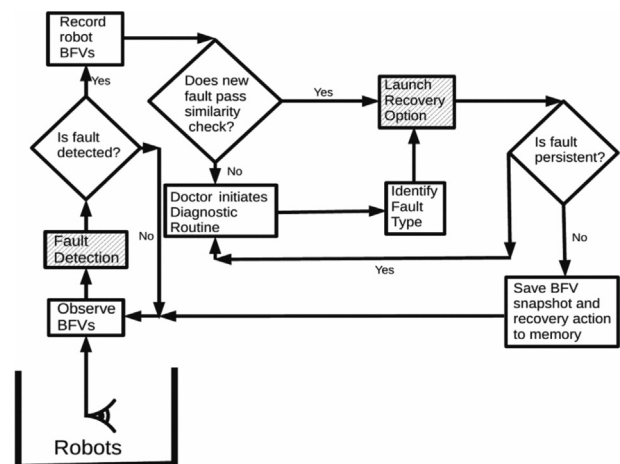 Record
robot
BFVs
Yes
Does new
fault pass
similarity
check?
Yes
Launch
Recovery
Option
Is fault
detected?
Is fault
persistent?
No
Doctor initiates
Diagnostic
Routine
Identify
Fault
Type
No
Fault
Detection
No
Yes
Observe
BFVs
Save BFV
snapshot and
recovery action
to memory
Robots